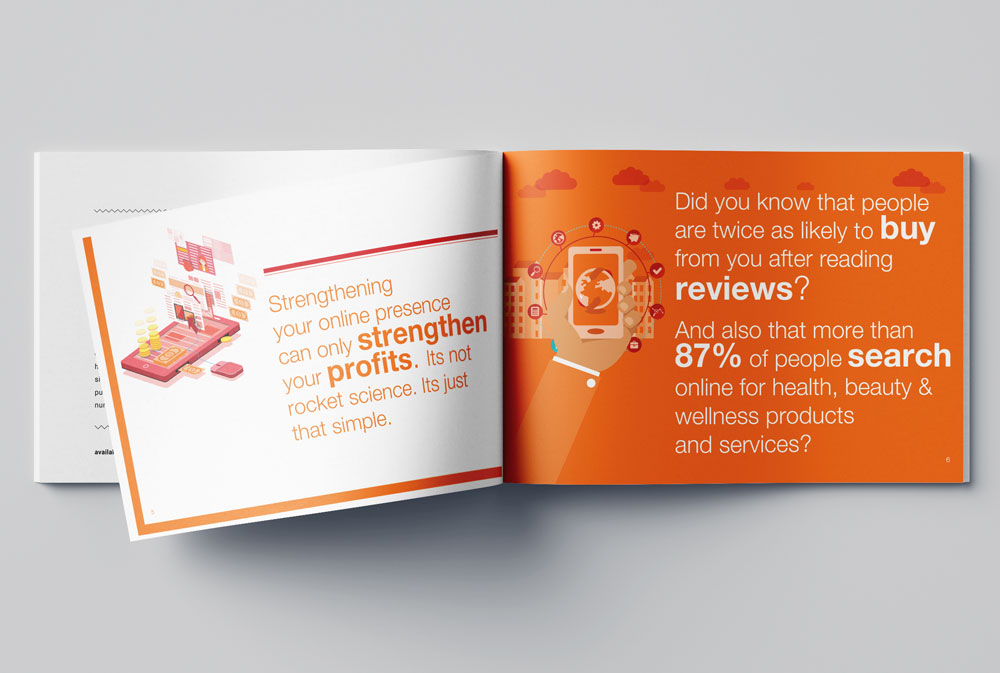 availa
Strengthening
your online presence
can only strengthen
your profits. Its not
rocket science. Its just
that simple.
5
Did you know that people
are twice as likely to buy
from you after reading
reviews?
And also that more than
87% of people search
online for health, beauty &
wellness products
and services?
6